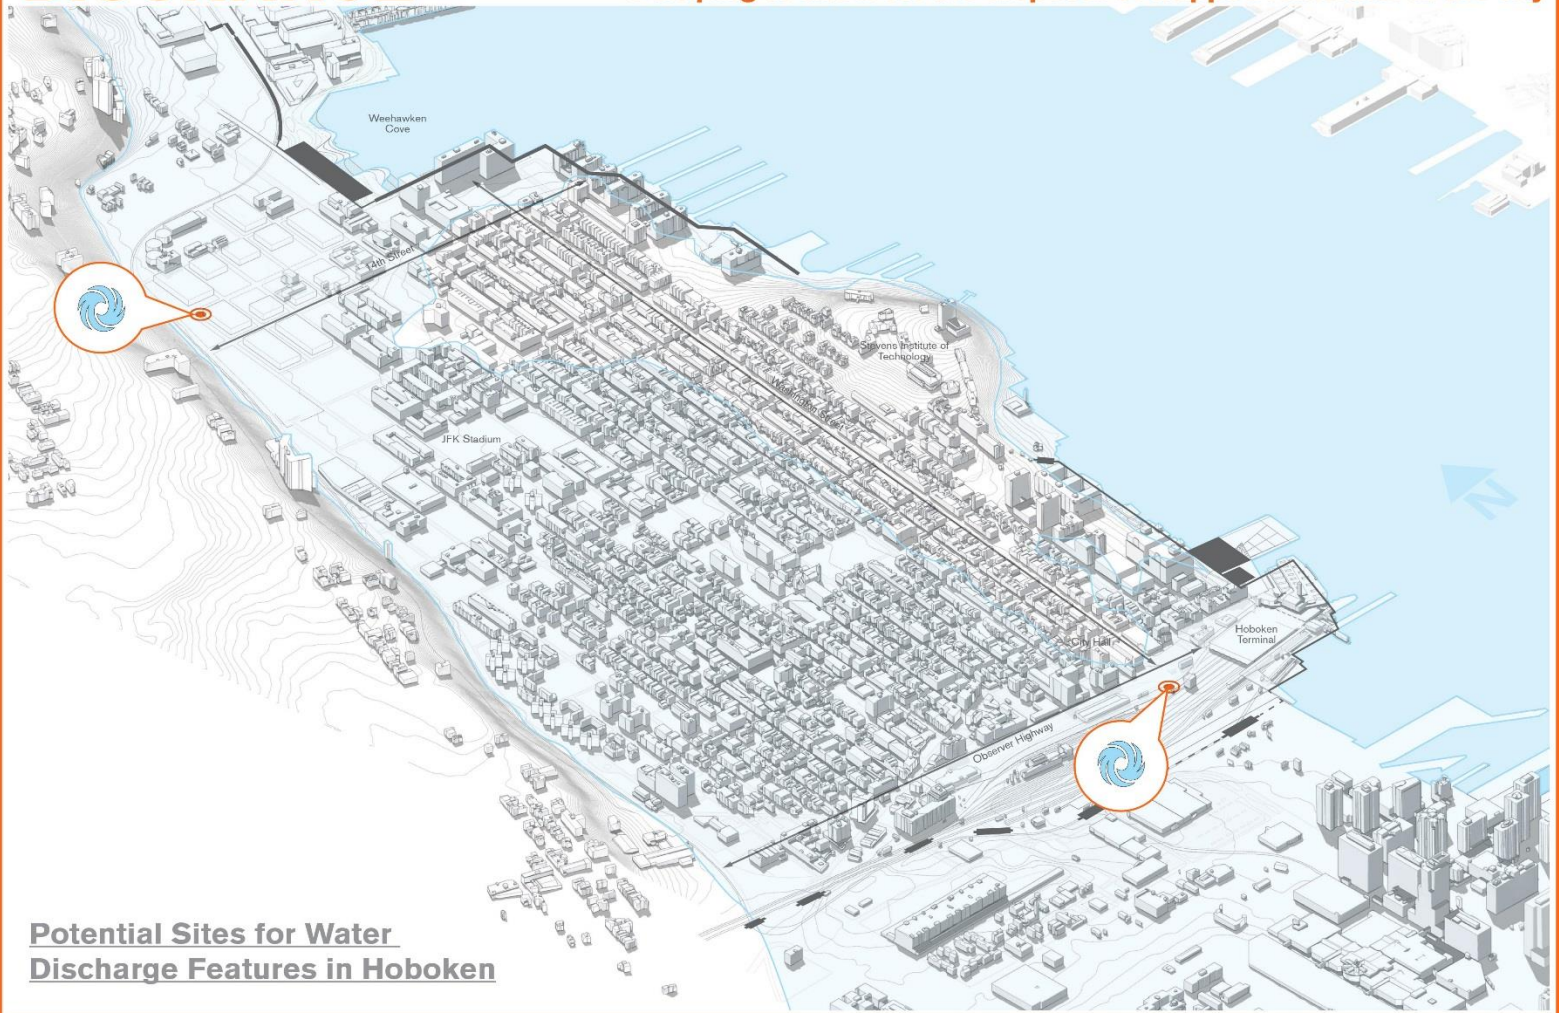 Weehawken
Cove
14th Street
Stevens Institute of
Technology
Washington Street
JFK Stadium
N
Hoboken
Terminal
City Hall
Observer Highway
Potential Sites for Water
Discharge Features in Hoboken